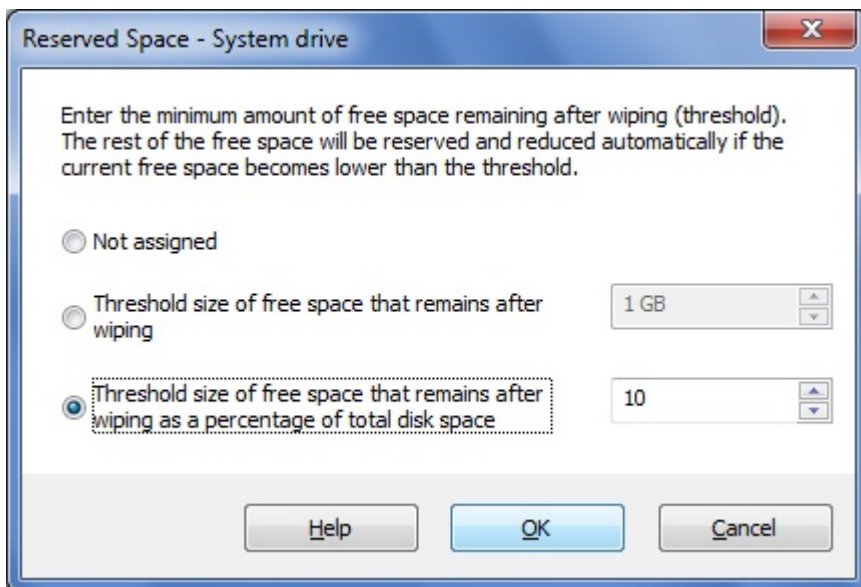 Reserved Space - System drive
Enter the minimum amount of free space remaining after wiping (threshold).
The rest of the free space will be reserved and reduced automatically if the
current free space becomes lower than the threshold.
Not assigned
Threshold size of free space that remains after
wiping
1 GB
Threshold size of free space that remains after
wiping as a percentage of total disk space
10
Help
OK
Cancel